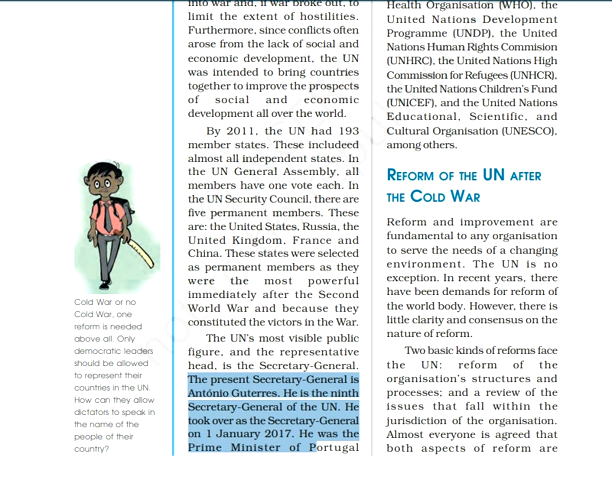 into war and, if war broke out, to
limit the extent of hostilities.
Furthermore, since conflicts often
arose from the lack of social and
economic development, the UN
was intended to bring countries
together to improve the prospects
of social and economic
development all over the world.
By 2011, the UN had 193
member states. These includeed
almost all independent states. In
the UN General Assembly, all
members have one vote each. In
the UN Security Council, there are
five permanent members. These
are: the United States, Russia, the
United Kingdom, France and
China. These states were selected
as permanent members as they
were the most powerful
immediately after the Second
World War and because they
constituted the victors in the War.
The UN's most visible public
figure, and the representative
head, is the Secretary-General.
The present Secretary-General is
António Guterres. He is the ninth
Secretary-General of the UN. He
took over as the Secretary-General
on 1 January 2017. He was the
Prime Minister of Portugal
Cold War or no
Cold War, one
reform is needed
above all. Only
democratic leaders
should be allowed
to represent their
countries in the UN.
How can they allow
dictators to speak in
the name of the
people of their
country?
Health Organisation (WHO), the
United Nations Development
Programme (UNDP), the United
Nations Human Rights Commision
(UNHRC), the United Nations High
Commission for Refugees (UNHCR),
the United Nations Children's Fund
(UNICEF), and the United Nations
Educational, Scientific, and
Cultural Organisation (UNESCO),
among others.
REFORM OF THE UN AFTER
THE COLD WAR
Reform and improvement are
fundamental to any organisation
to serve the needs of a changing
environment. The UN is no
exception. In recent years, there
have been demands for reform of
the world body. However, there is
little clarity and consensus on the
nature of reform.
Two basic kinds of reforms face
the UN: reform of the
organisation's structures and
processes; and a review of the
issues that fall within the
jurisdiction of the organisation.
Almost everyone is agreed that
both aspects of reform are